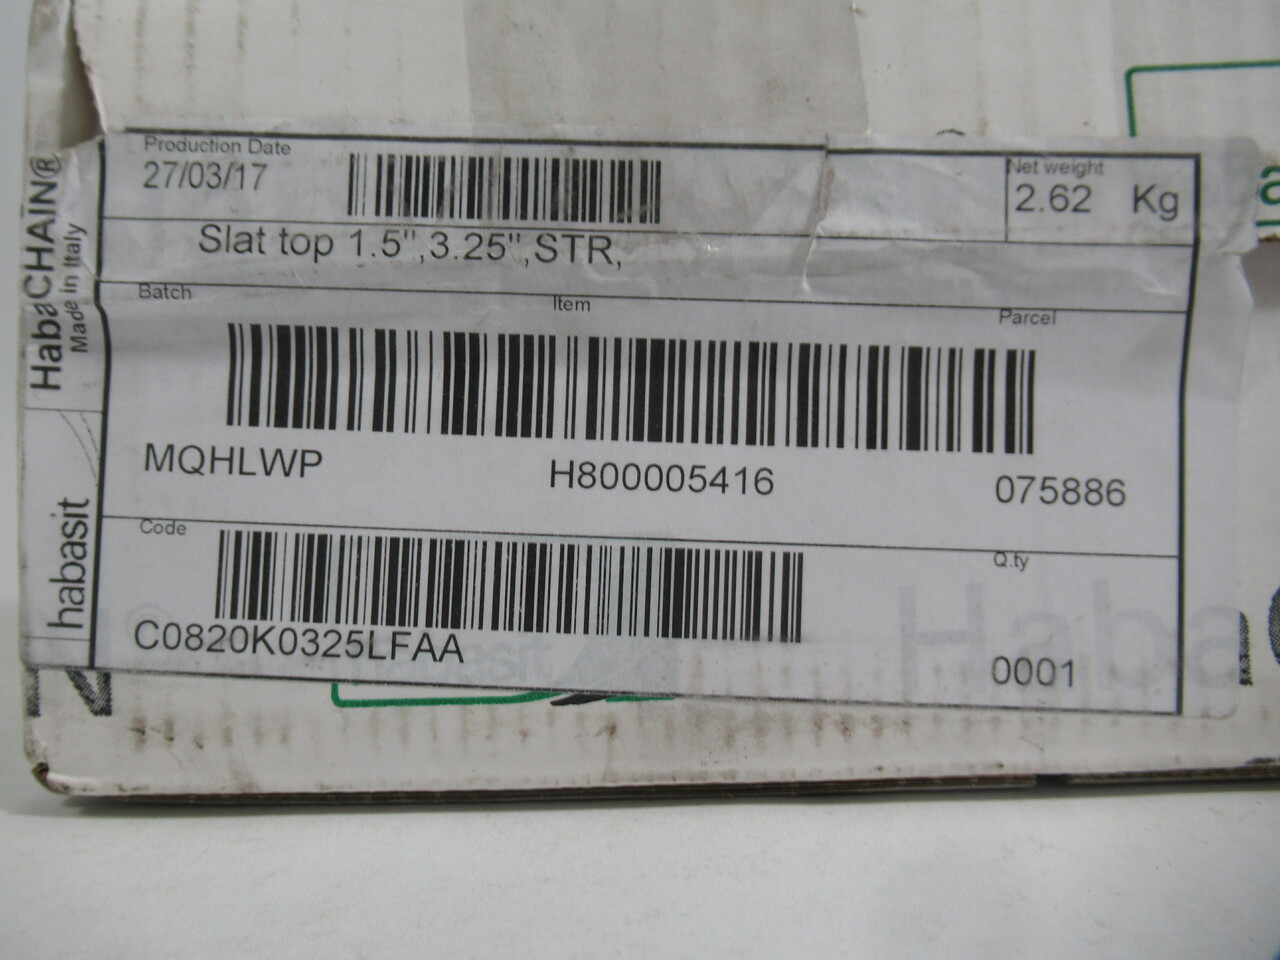 Production Date
27/03/17
Net weight
2.62 Kg
Slat top 1.5",3.25",STR,
Batch
Item
Parcel
MQHLWP
H800005416
075886
Code
Q.ty
C0820K0325LFAA
0001
HabaCHAIN®
Made in Italy
habasit
Haba